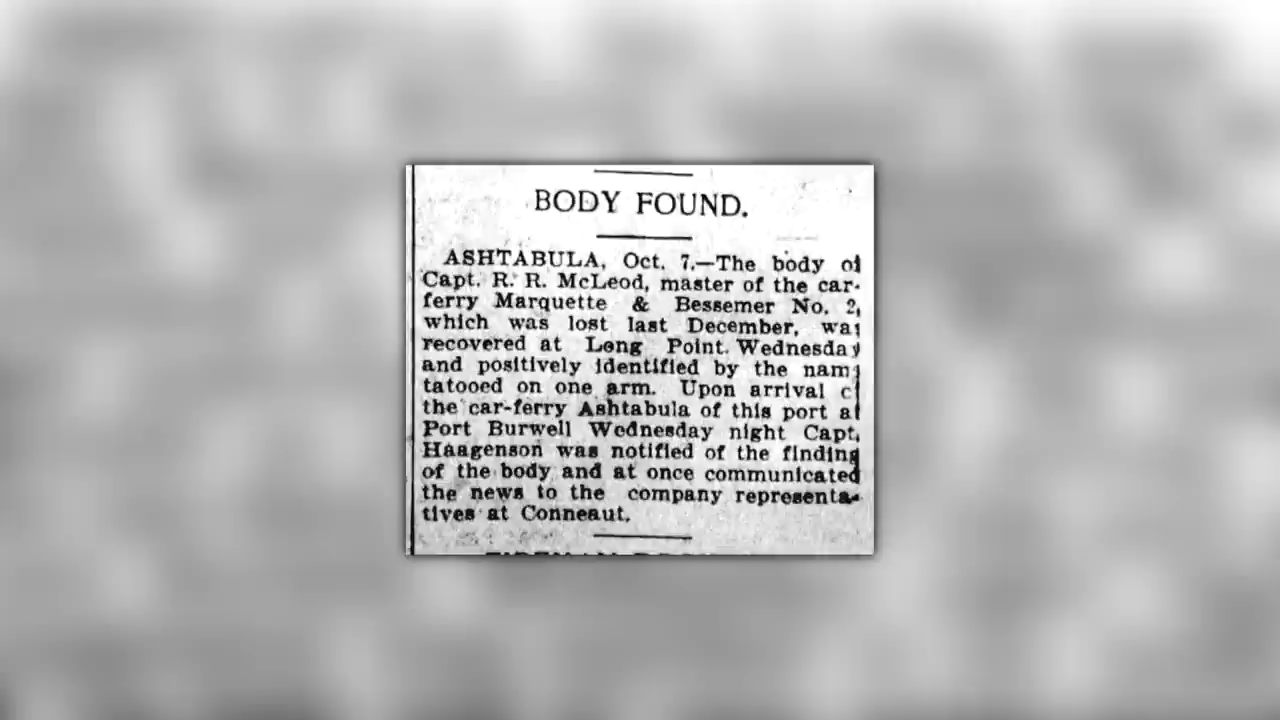 BODY FOUND.
ASHTABULA, Oct. 7.—The body of
Capt. R. R. McLeod, master of the car-
ferry Marquette & Bessemer No. 2,
which was lost last December, was
recovered at Long Point. Wednesday
and positively identified by the nam
tatooed on one arm. Upon arrival
the car-ferry Ashtabula of this port at
Port Burwell Wednesday night Capt.
Haagenson was notified of the finding
of the body and at once communicated
the news to the company representa-
tives at Conneaut.